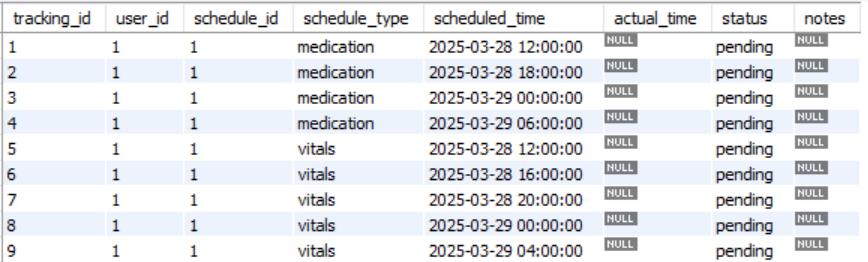 tracking_id user_id schedule_id schedule_type scheduled_time actual_time status notes
1 1 1 medication 2025-03-28 12:00:00 NULL pending NULL
2 1 1 medication 2025-03-28 18:00:00 NULL pending NULL
3 1 1 medication 2025-03-29 00:00:00 NULL pending NULL
4 1 1 medication 2025-03-29 06:00:00 NULL pending NULL
5 1 1 vitals 2025-03-28 12:00:00 NULL pending NULL
6 1 1 vitals 2025-03-28 16:00:00 NULL pending NULL
7 1 1 vitals 2025-03-28 20:00:00 NULL pending NULL
8 1 1 vitals 2025-03-29 00:00:00 NULL pending NULL
9 1 1 vitals 2025-03-29 04:00:00 NULL pending NULL